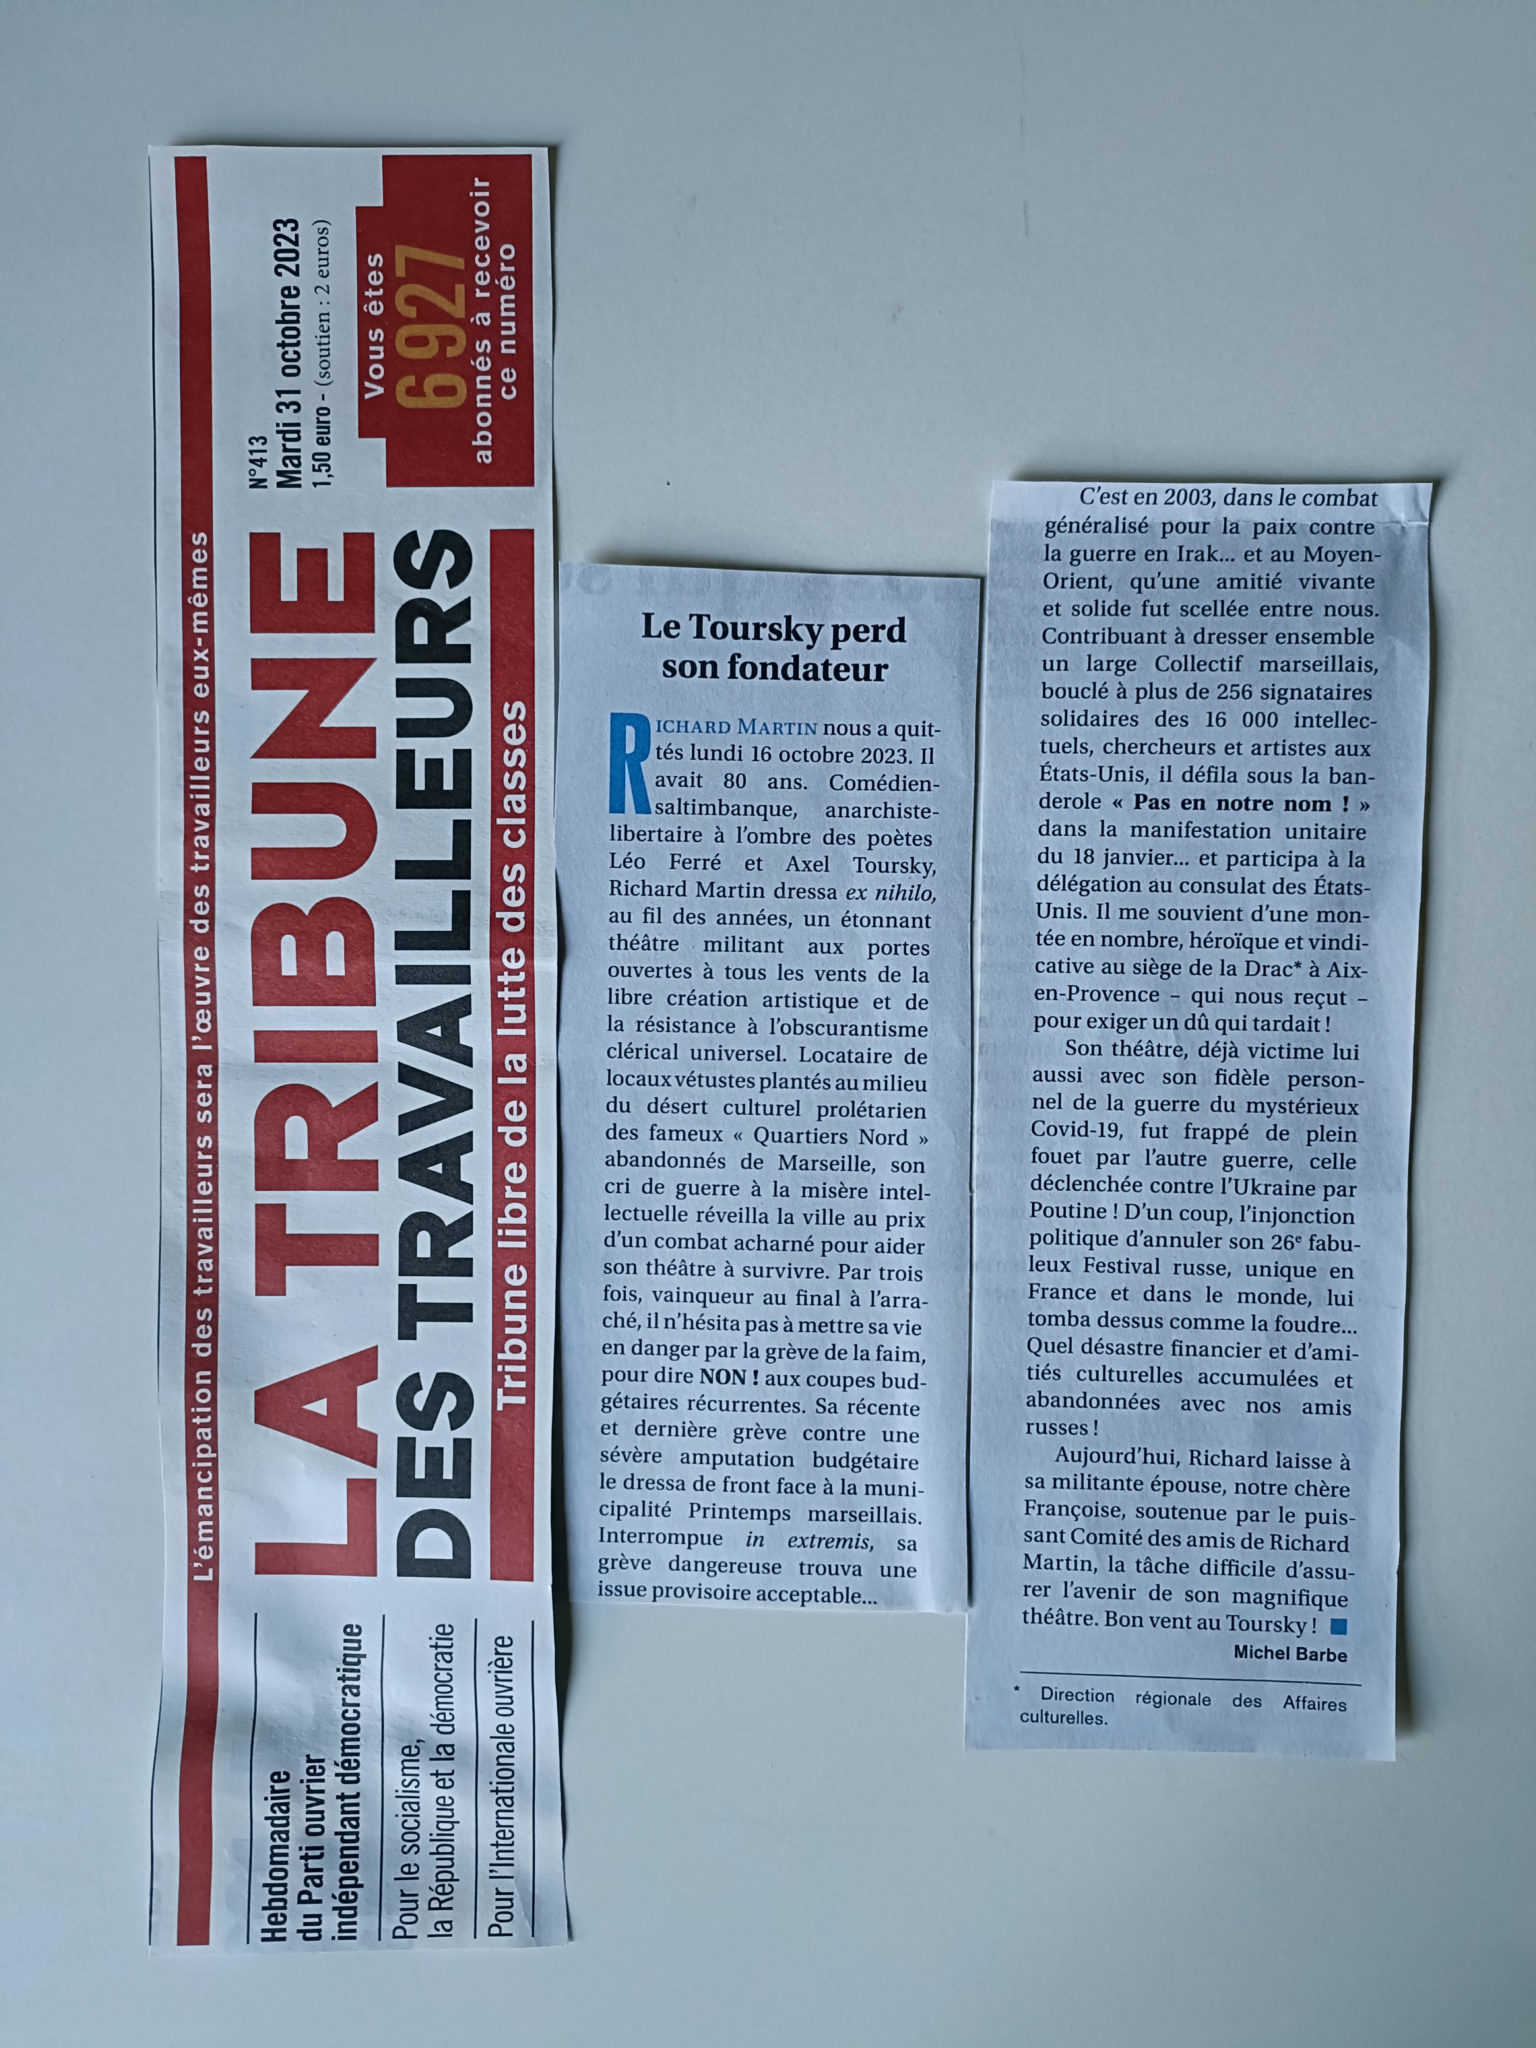 L'émancipation des travailleurs sera l'œuvre des travailleurs eux-mêmes
Hebdomadaire
du Parti ouvrier
indépendant démocratique
Pour le socialisme,
la République et la démocratie
Pour l'Internationale ouvrière
LA TRIBUNE
DES TRAVAILLEURS
Tribune libre de la lutte des classes
N°413
Mardi 31 octobre 2023
1,50 euro - (soutien : 2 euros)
Vous êtes
6 927
abonnés à recevoir
ce numéro
Le Toursky perd
son fondateur
RICHARD MARTIN nous a quit-
tés lundi 16 octobre 2023. Il
avait 80 ans. Comédien-
saltimbanque, anarchiste-
libertaire à l'ombre des poètes
Léo Ferré et Axel Toursky,
Richard Martin dressa ex nihilo,
au fil des années, un étonnant
théâtre militant aux portes
ouvertes à tous les vents de la
libre création artistique et de
la résistance à l'obscurantisme
clérical universel. Locataire de
locaux vétustes plantés au milieu
du désert culturel prolétarien
des fameux « Quartiers Nord »
abandonnés de Marseille, son
cri de guerre à la misère intel-
lectuelle réveilla la ville au prix
d'un combat acharné pour aider
son théâtre à survivre. Par trois
fois, vainqueur au final à l'arra-
ché, il n'hésita pas à mettre sa vie
en danger par la grève de la faim,
pour dire NON ! aux coupes bud-
gétaires récurrentes. Sa récente
et dernière grève contre une
sévère amputation budgétaire
le dressa de front face à la muni-
cipalité Printemps marseillais.
Interrompue in extremis, sa
grève dangereuse trouva une
issue provisoire acceptable...
C'est en 2003, dans le combat
généralisé pour la paix contre
la guerre en Irak... et au Moyen-
Orient, qu'une amitié vivante
et solide fut scellée entre nous.
Contribuant à dresser ensemble
un large Collectif marseillais,
bouclé à plus de 256 signataires
solidaires des 16 000 intellec-
tuels, chercheurs et artistes aux
États-Unis, il défila sous la ban-
derole « Pas en notre nom ! »
dans la manifestation unitaire
du 18 janvier... et participa à la
délégation au consulat des États-
Unis. Il me souvient d'une mon-
tée en nombre, héroïque et vindi-
cative au siège de la Drac* à Aix-
en-Provence – qui nous reçut –
pour exiger un dû qui tardait !
Son théâtre, déjà victime lui
aussi avec son fidèle person-
nel de la guerre du mystérieux
Covid-19, fut frappé de plein
fouet par l'autre guerre, celle
déclenchée contre l'Ukraine par
Poutine ! D'un coup, l'injonction
politique d'annuler son 26e fabu-
leux Festival russe, unique en
France et dans le monde, lui
tomba dessus comme la foudre...
Quel désastre financier et d'ami-
tiés culturelles accumulées et
abandonnées avec nos amis
russes !
Aujourd'hui, Richard laisse à
sa militante épouse, notre chère
Françoise, soutenue par le puis-
sant Comité des amis de Richard
Martin, la tâche difficile d'assu-
rer l'avenir de son magnifique
théâtre. Bon vent au Toursky ! ■
Michel Barbe
* Direction régionale des Affaires
culturelles.